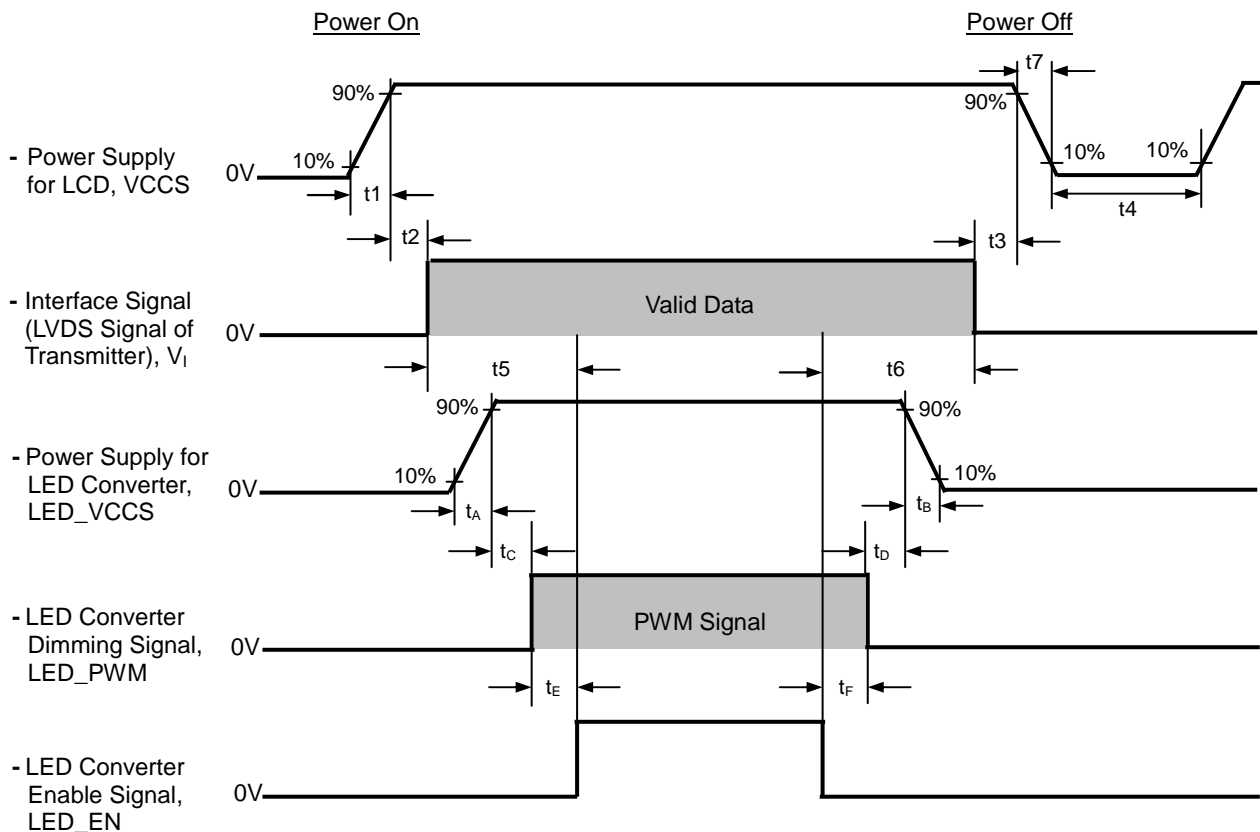 Power On
Power Off
t7
90%
90%
- Power Supply
for LCD, VCCS
10%
10%
10%
0V
t1
t4
t2
t3
- Interface Signal
(LVDS Signal of
Transmitter), VI
0V
Valid Data
t5
t6
90%
90%
- Power Supply for
LED Converter,
LED_VCCS
10%
10%
0V
tA
tB
tC
tD
- LED Converter
Dimming Signal,
LED_PWM
0V
PWM Signal
tE
tF
- LED Converter
Enable Signal,
LED_EN
0V